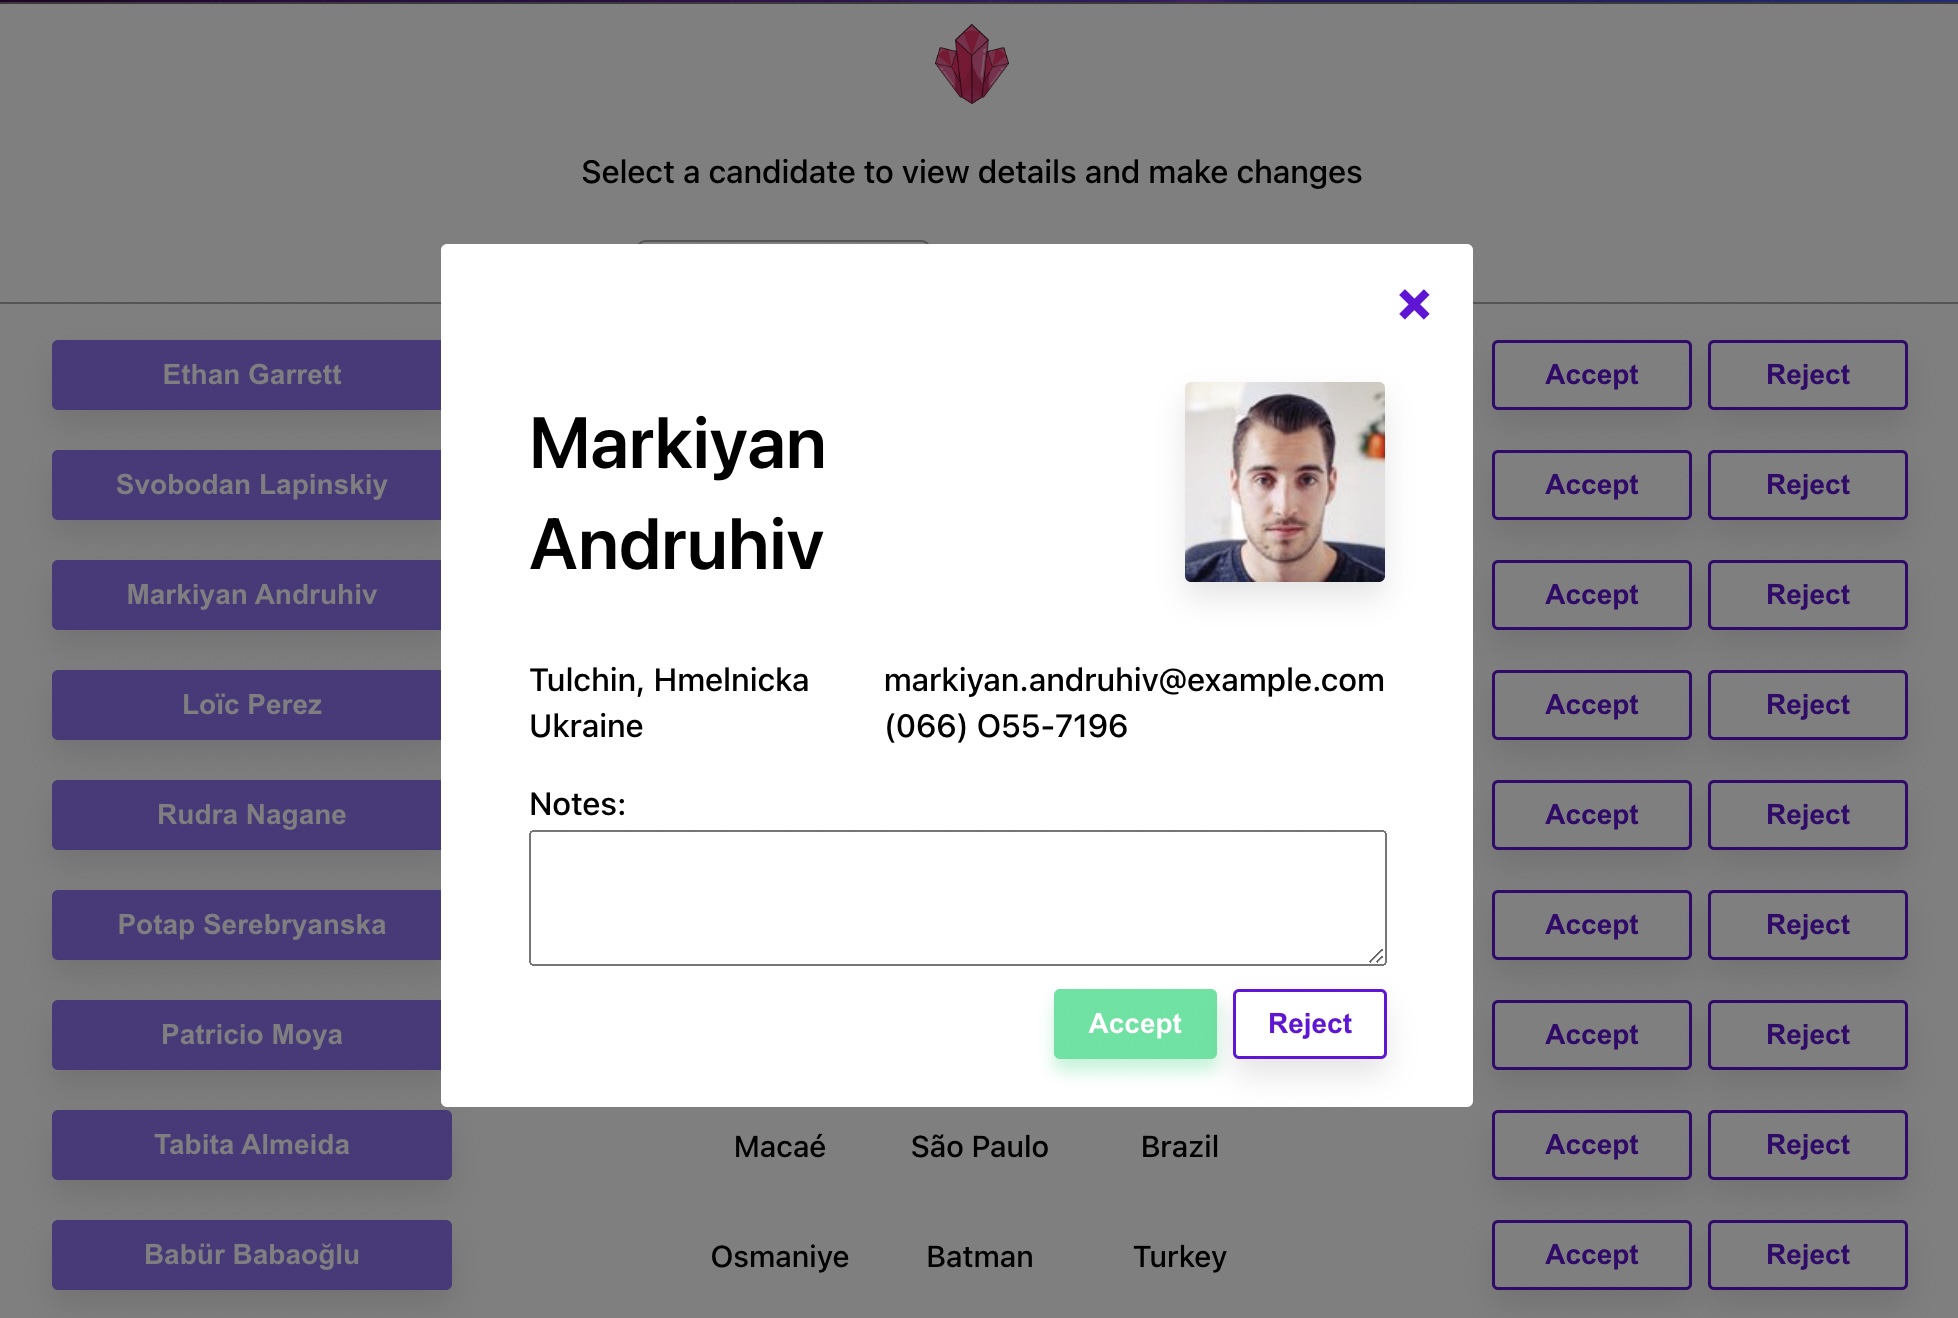 Select a candidate to view details and make changes
Markiyan
Andruhiv
Tulchin, Hmelnicka
Ukraine
markiyan.andruhiv@example.com
(066) O55-7196
Notes:
Accept Reject
Ethan Garrett Accept Reject
Svobodan Lapinskiy Accept Reject
Markiyan Andruhiv Accept Reject
Loïc Perez Accept Reject
Rudra Nagane Accept Reject
Potap Serebryanska Accept Reject
Patricio Moya Accept Reject
Tabita Almeida Macaé São Paulo Brazil Accept Reject
Babür Babaoğlu Osmaniye Batman Turkey Accept Reject